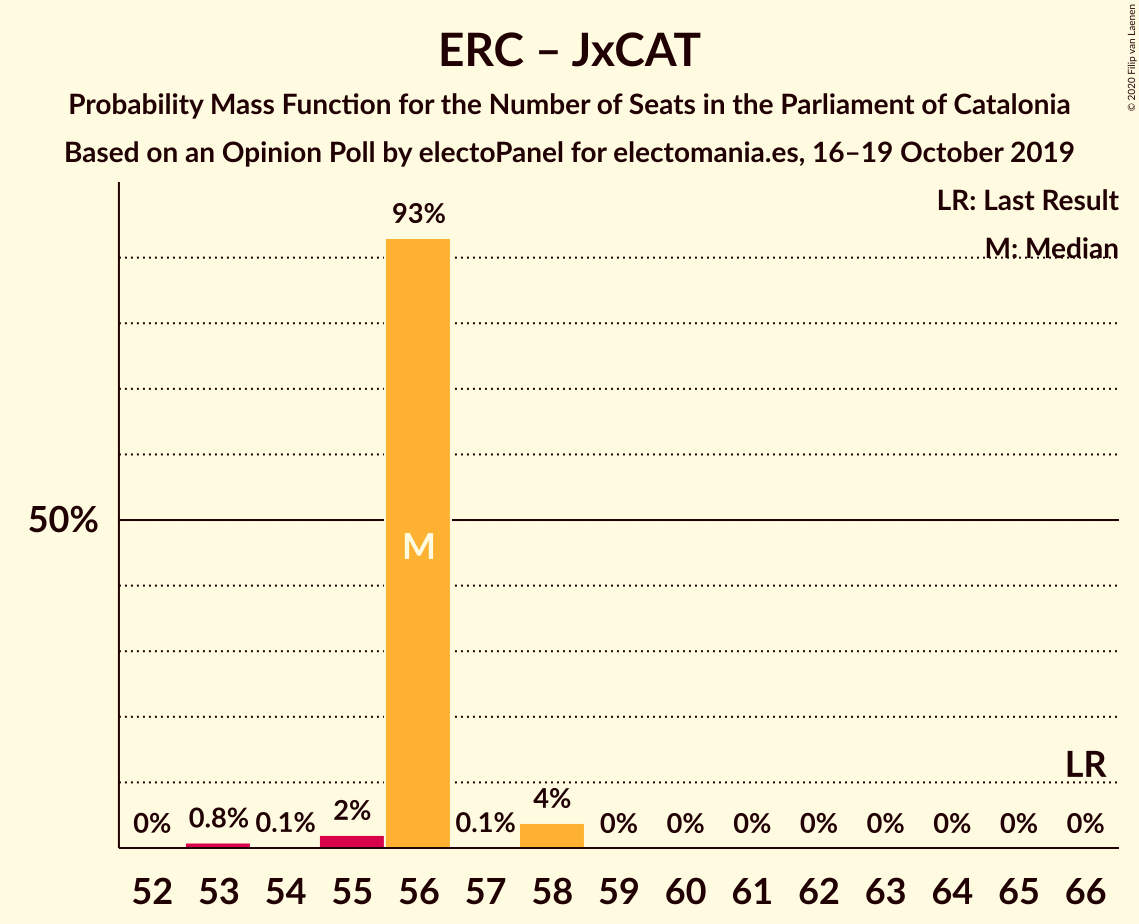 ERC – JxCAT
Probability Mass Function for the Number of Seats in the Parliament of Catalonia
Based on an Opinion Poll by electoPanel for electomania.es, 16–19 October 2019
© 2020 Filip van Laenen
LR: Last Result
M: Median
50%
93%
M
LR
0% 0.8% 0.1% 2% 0.1% 4% 0% 0% 0% 0% 0% 0% 0% 0%
52 53 54 55 56 57 58 59 60 61 62 63 64 65 66